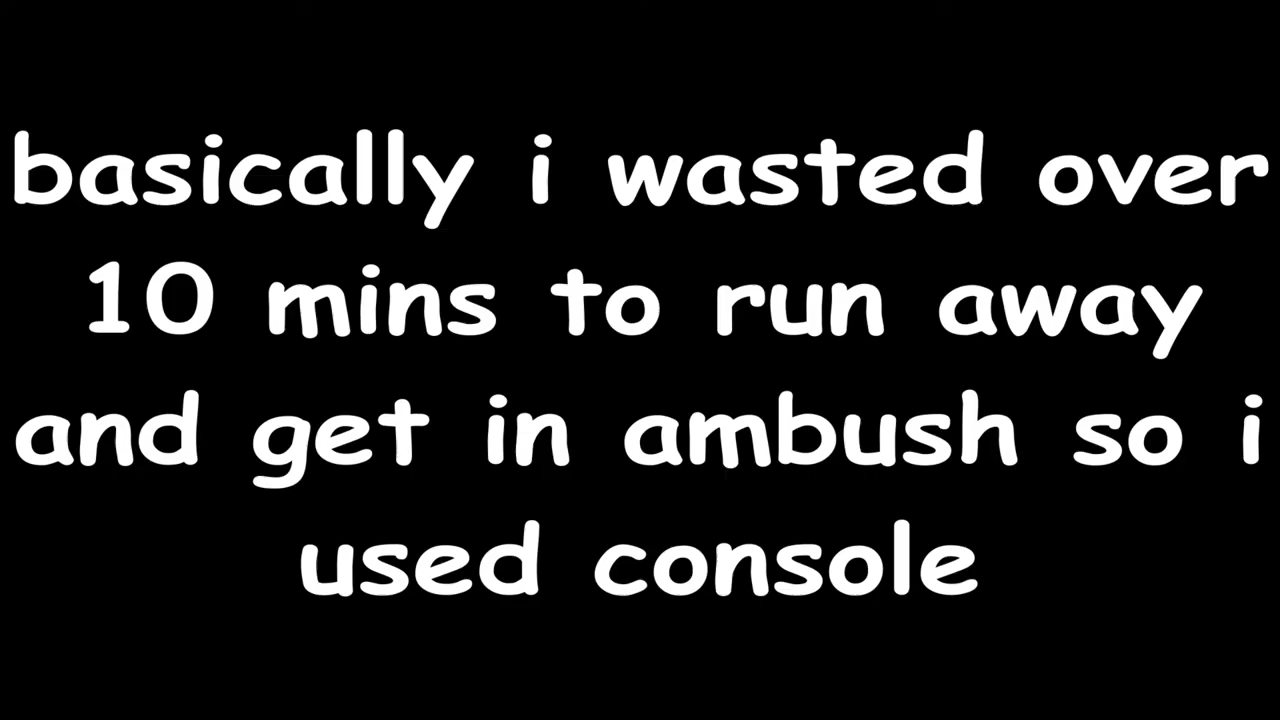 basically i wasted over
10 mins to run away
and get in ambush so i
used console